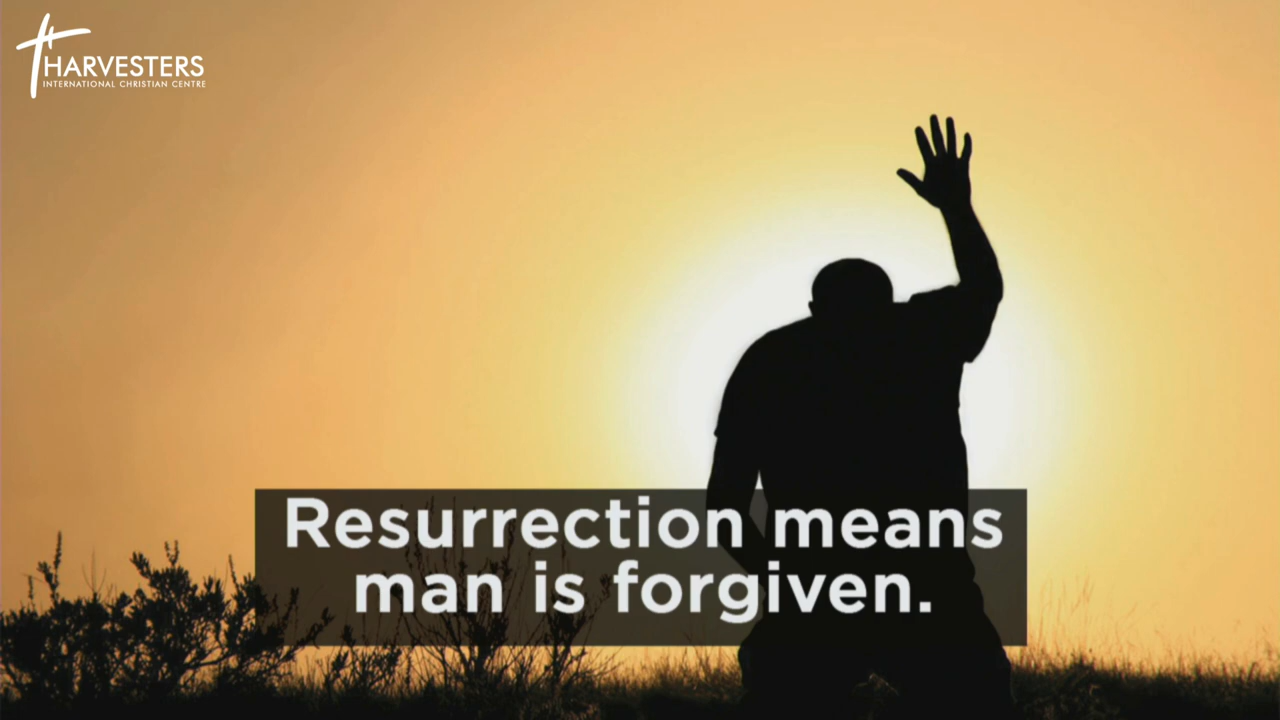 HARVESTERS
INTERNATIONAL CHRISTIAN CENTRE
Resurrection means
man is forgiven.